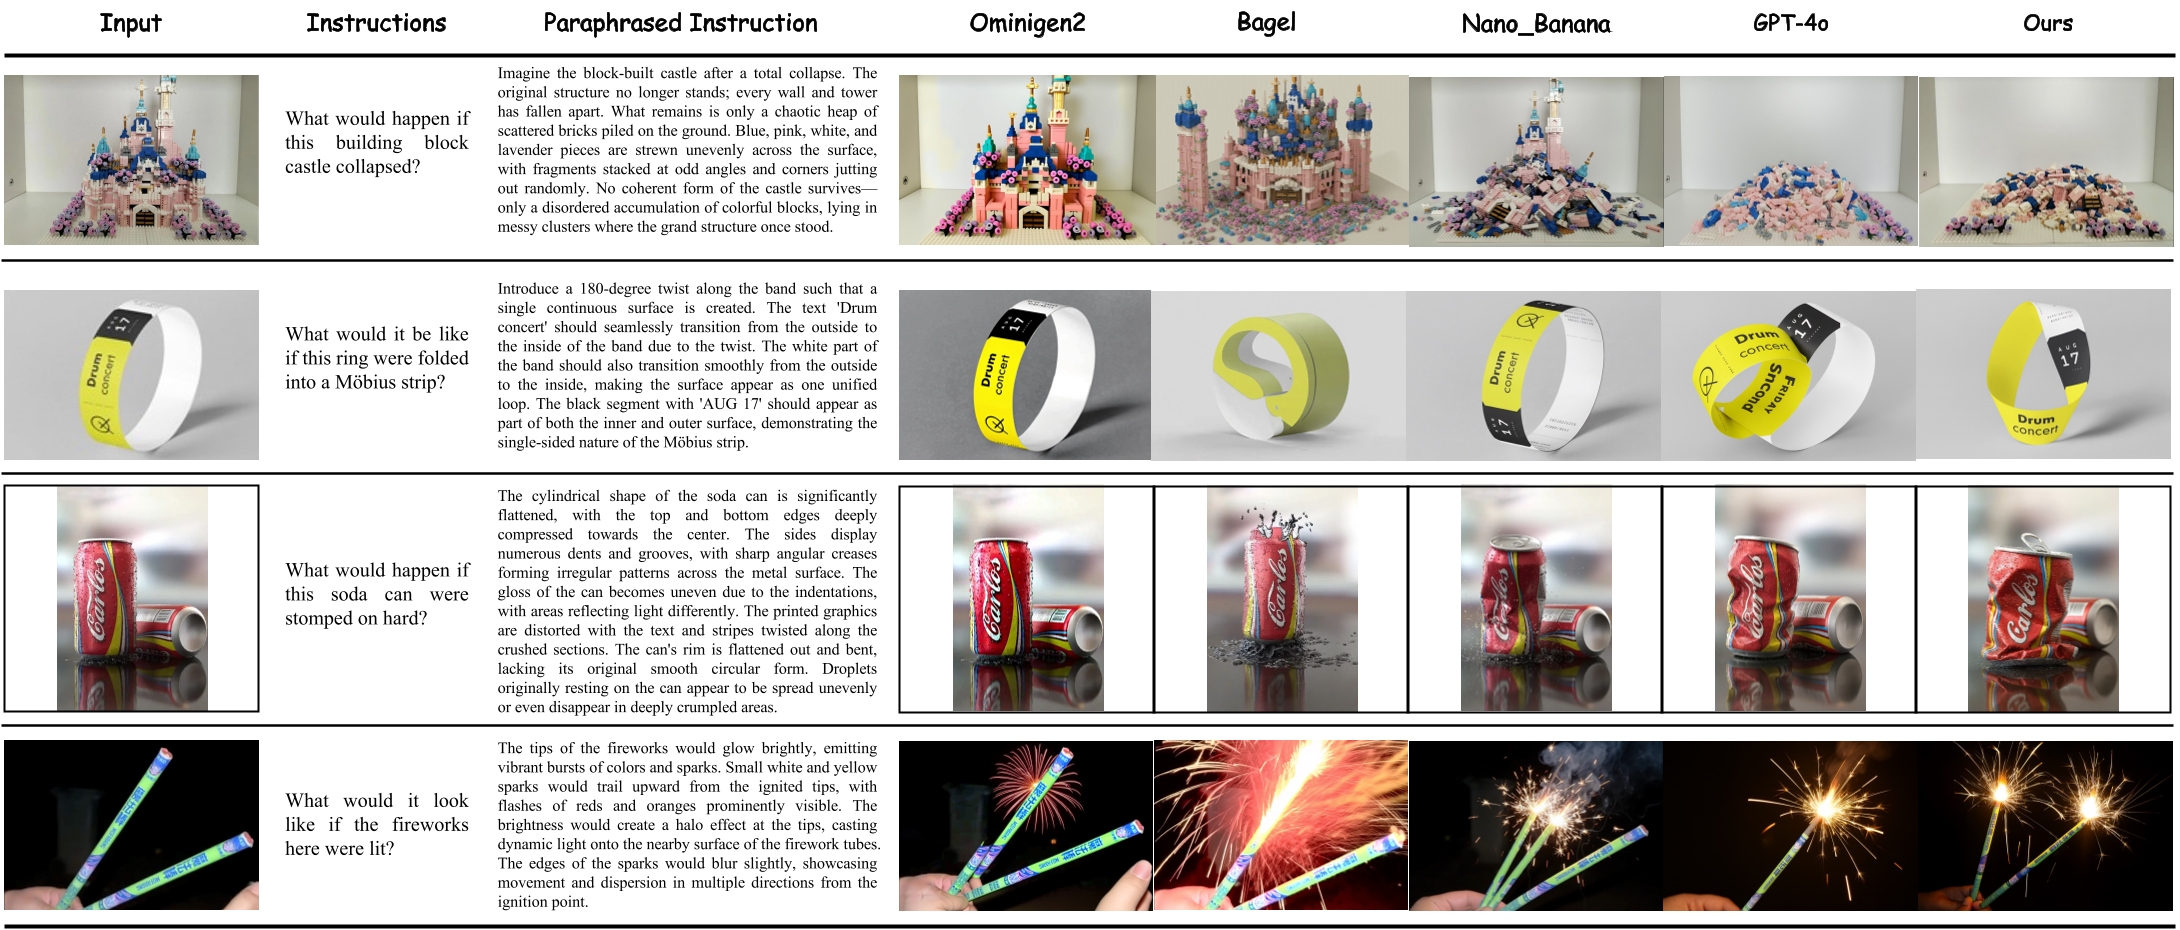 Input Instructions Paraphrased Instruction Ominigen2 Bagel Nano_Banana GPT-4o Ours
What would happen if
this building block
castle collapsed?
Imagine the block-built castle after a total collapse. The
original structure no longer stands; every wall and tower
has fallen apart. What remains is only a chaotic heap of
scattered bricks piled on the ground. Blue, pink, white, and
lavender pieces are strewn unevenly across the surface,
with fragments stacked at odd angles and corners jutting
out randomly. No coherent form of the castle survives—
only a disordered accumulation of colorful blocks, lying in
messy clusters where the grand structure once stood.
AUG
17
Drum
concert
What would it be like
if this ring were folded
into a Möbius strip?
Introduce a 180-degree twist along the band such that a
single continuous surface is created. The text 'Drum
concert' should seamlessly transition from the outside to
the inside of the band due to the twist. The white part of
the band should also transition smoothly from the outside
to the inside, making the surface appear as one unified
loop. The black segment with 'AUG 17' should appear as
part of both the inner and outer surface, demonstrating the
single-sided nature of the Möbius strip.
17
Drum
concert
Drum
concert
17
AUG
17
Drum
concert
FRIDAY
Sncond
AUG
17
Drum
concert
Carlos
What would happen if
this soda can were
stomped on hard?
The cylindrical shape of the soda can is significantly
flattened, with the top and bottom edges deeply
compressed towards the center. The sides display
numerous dents and grooves, with sharp angular creases
forming irregular patterns across the metal surface. The
gloss of the can becomes uneven due to the indentations,
with areas reflecting light differently. The printed graphics
are distorted with the text and stripes twisted along the
crushed sections. The can's rim is flattened out and bent,
lacking its original smooth circular form. Droplets
originally resting on the can appear to be spread unevenly
or even disappear in deeply crumpled areas.
Carlos
Carlos
Carlos
Carlos
Carlos
What would it look
like if the fireworks
here were lit?
The tips of the fireworks would glow brightly, emitting
vibrant bursts of colors and sparks. Small white and yellow
sparks would trail upward from the ignited tips, with
flashes of reds and oranges prominently visible. The
brightness would create a halo effect at the tips, casting
dynamic light onto the nearby surface of the firework tubes.
The edges of the sparks would blur slightly, showcasing
movement and dispersion in multiple directions from the
ignition point.